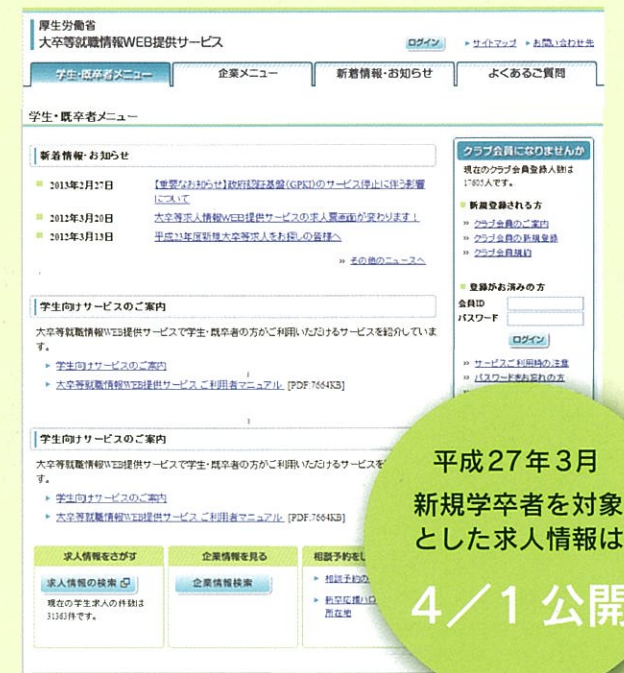 厚生労働省
大卒等就職情報WEB提供サービス
ログイン
サイトマップ
お問い合わせ先
学生・既卒者メニュー
企業メニュー
新着情報・お知らせ
よくあるご質問
学生・既卒者メニュー
新着情報・お知らせ
2013年2月27日 【重要なお知らせ】政府認証基盤(GPKI)のサービス停止に伴う影響
について
2012年3月20日 大卒等求人情報WEB提供サービスの求人票画面が変わります！
2012年3月13日 平成23年度新規大卒等求人をお探しの皆様へ
» その他のニュースへ
学生向けサービスのご案内
大卒等就職情報WEB提供サービスで学生・既卒者の方がご利用いただけるサービスを紹介していま
す。
学生向けサービスのご案内
大卒等就職情報WEB提供サービス ご利用者マニュアル [PDF:7664KB]
学生向けサービスのご案内
大卒等就職情報WEB提供サービスで学生・既卒者の方がご利用いただけるサービスを
す。
学生向けサービスのご案内
大卒等就職情報WEB提供サービス ご利用者マニュアル [PDF:7664KB]
求人情報をさがす
求人情報の検索
現在の学生求人の件数は
31363件です。
企業情報を見る
企業情報検索
相談予約をし
相談予約の
新卒応援ハロ
所在地
クラブ会員になりませんか
現在のクラブ会員登録人数は
17605人です。
新規登録される方
» クラブ会員のご案内
» クラブ会員の新規登録
» クラブ会員規約
登録がお済みの方
会員ID
パスワード
ログイン
» サービスご利用時の注意
» パスワードをお忘れの方
平成27年3月
新規学卒者を対象
とした求人情報は
4／1 公開